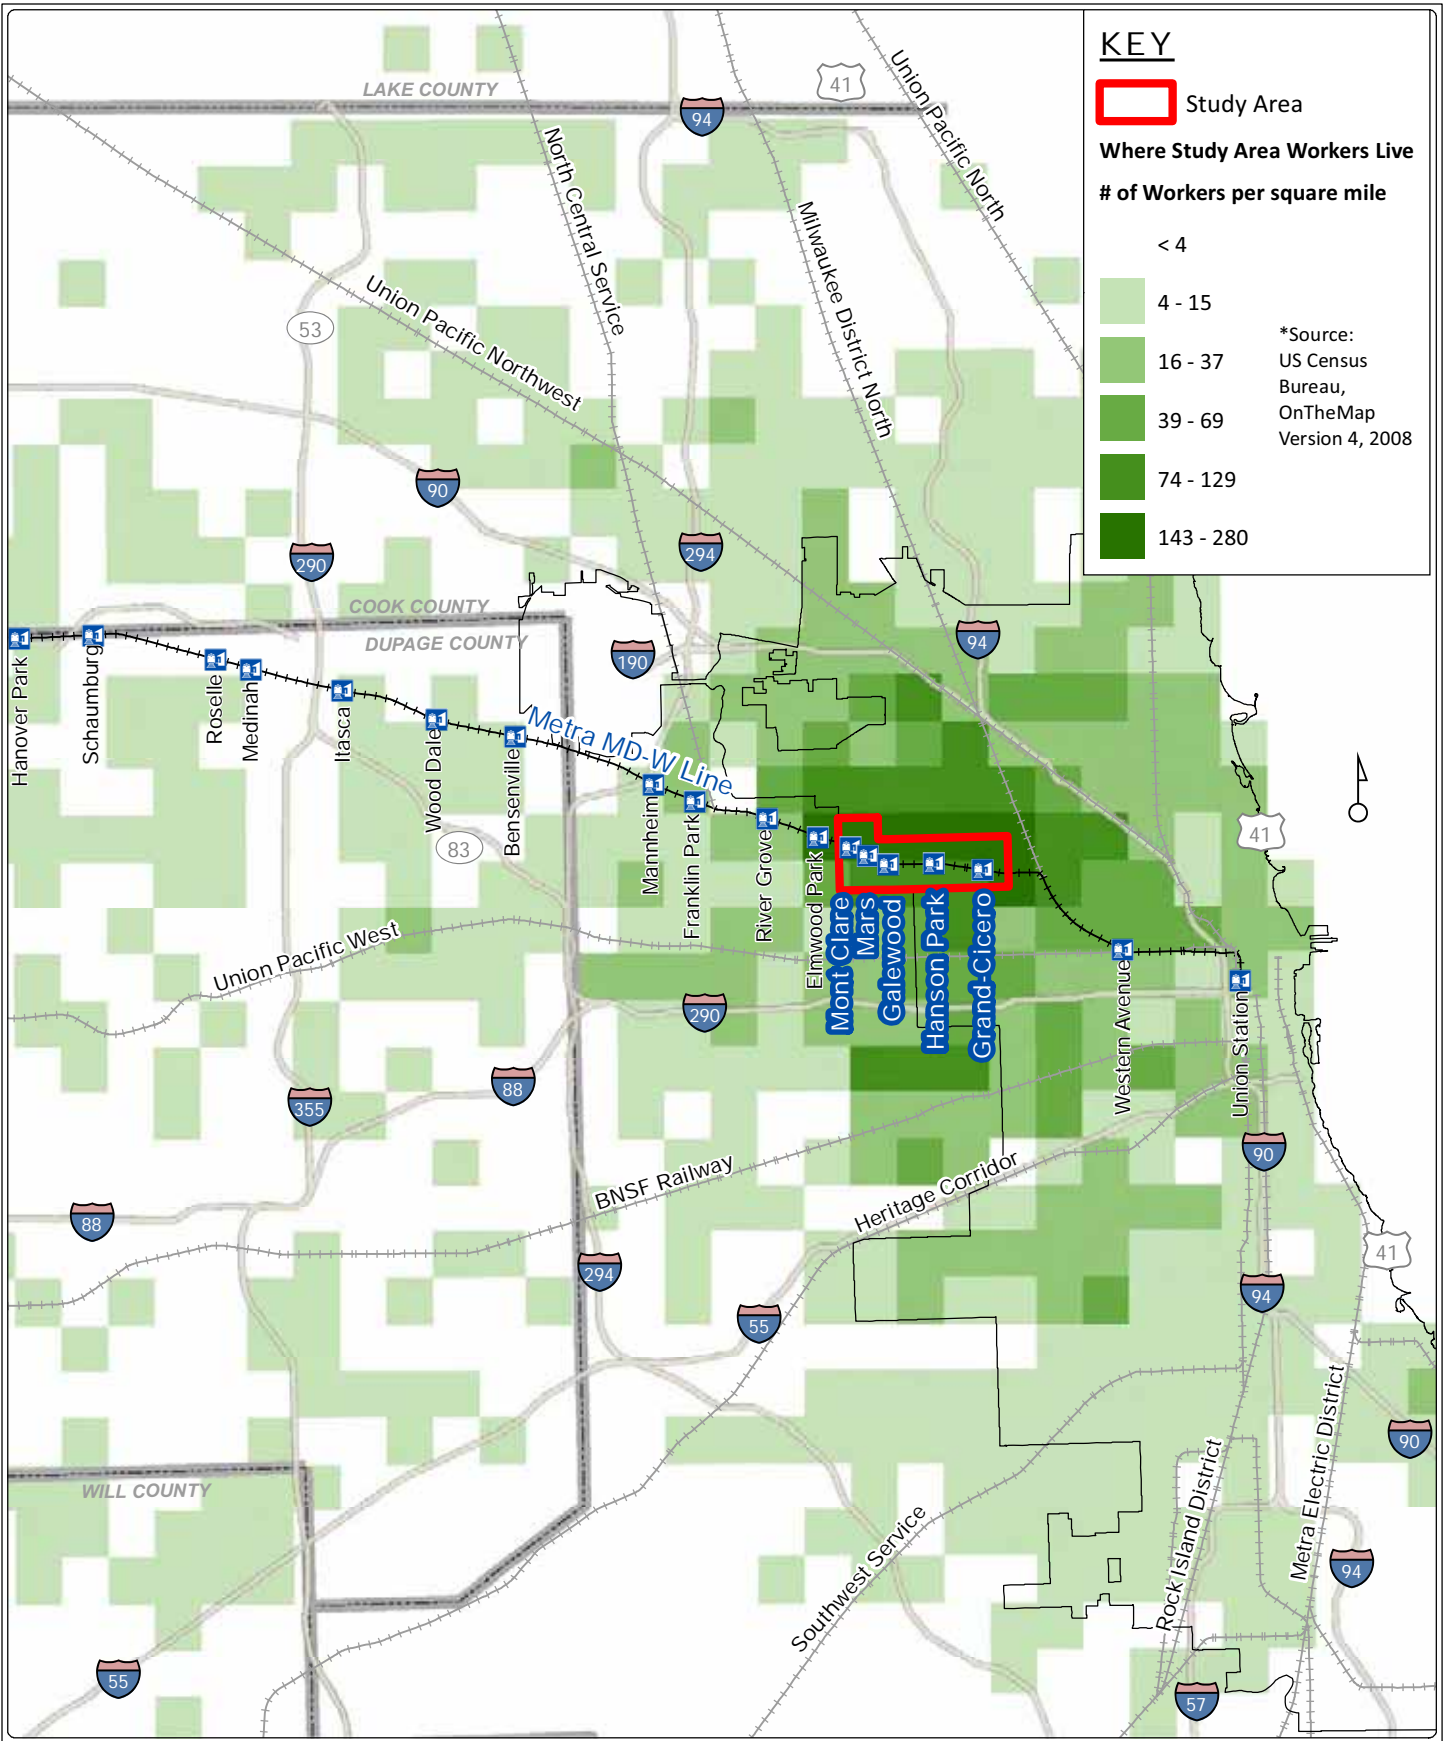 KEY
Study Area
Where Study Area Workers Live
# of Workers per square mile
< 4
4 - 15
16 - 37
39 - 69
74 - 129
143 - 280
*Source:
US Census
Bureau,
OnTheMap
Version 4, 2008
LAKE COUNTY
41
94
Union Pacific North
North Central Service
Milwaukee District North
Union Pacific Northwest
53
90
290
294
COOK COUNTY
DUPAGE COUNTY
190
94
Hanover Park
Schaumburg
Roselle
Medinah
Itasca
Wood Dale
Bensenville
Metra MD-W Line
Mannheim
Franklin Park
River Grove
Elmwood Park
Mont Clare
Mars
Galewood
Hanson Park
Grand-Cicero
Western Avenue
Union Station
41
83
Union Pacific West
290
88
355
90
BNSF Railway
Heritage Corridor
88
294
41
94
55
90
WILL COUNTY
Southwest Service
Rock Island District
Metra Electric District
94
55
57